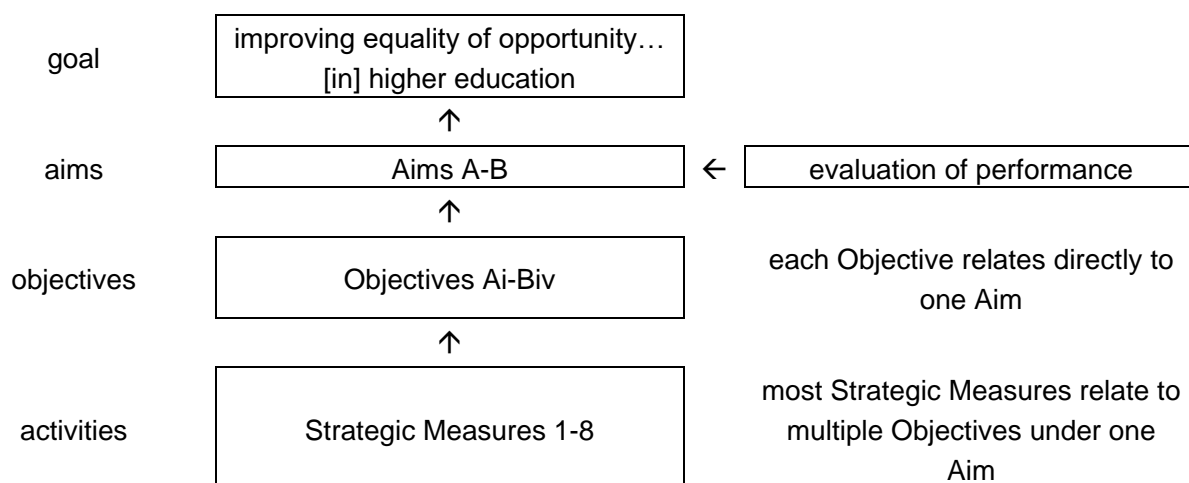 goal
improving equality of opportunity…
[in] higher education
↑
aims
Aims A-B
←
evaluation of performance
↑
objectives
Objectives Ai-Biv
each Objective relates directly to
one Aim
↑
activities
Strategic Measures 1-8
most Strategic Measures relate to
multiple Objectives under one
Aim